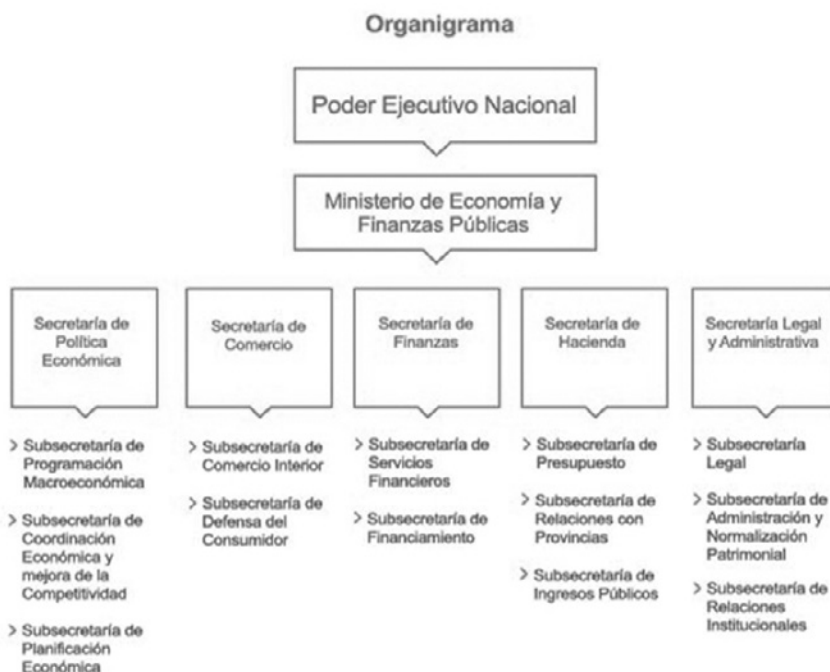 Organigrama
Poder Ejecutivo Nacional
Ministerio de Economía y
Finanzas Públicas
Secretaría de
Política
Económica
Secretaría de
Comercio
Secretaría de
Finanzas
Secretaría de
Hacienda
Secretaría Legal
y Administrativa
> Subsecretaría de
Programación
Macroeconómica
> Subsecretaría de
Coordinación
Económica y
mejora de la
Competitividad
> Subsecretaría de
Planificación
Económica
> Subsecretaría de
Comercio Interior
> Subsecretaría de
Defensa del
Consumidor
> Subsecretaría de
Servicios
Financieros
> Subsecretaría de
Financiamiento
> Subsecretaría de
Presupuesto
> Subsecretaría de
Relaciones con
Provincias
> Subsecretaría de
Ingresos Públicos
> Subsecretaría
Legal
> Subsecretaría de
Administración y
Normalización
Patrimonial
> Subsecretaría de
Relaciones
Institucionales